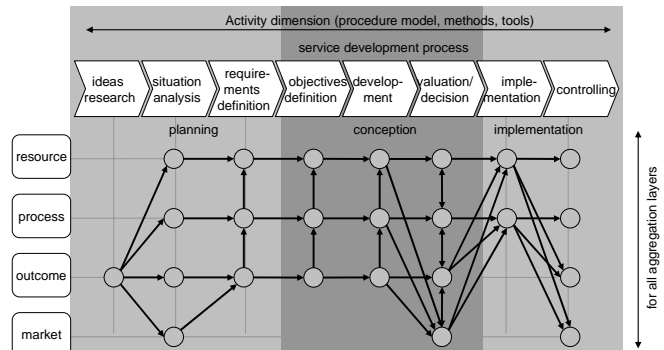 Activity dimension (procedure model, methods, tools)
service development process
ideas
research
situation
analysis
require-
ments
definition
objectives
definition
develop-
ment
valuation/
decision
imple-
mentation
controlling
planning
conception
implementation
resource
process
outcome
market
for all aggregation layers